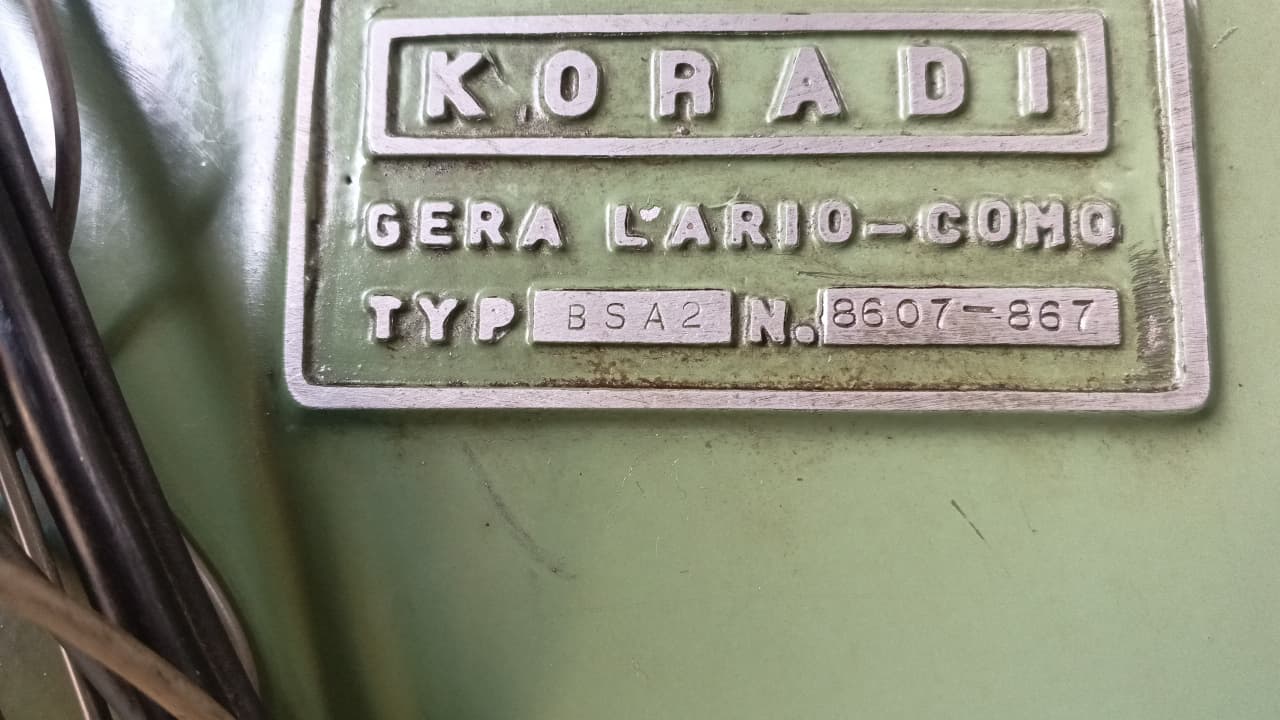 KORADI
GERA L'ARIO-COMO
TYP BSA2 N. 8607-867